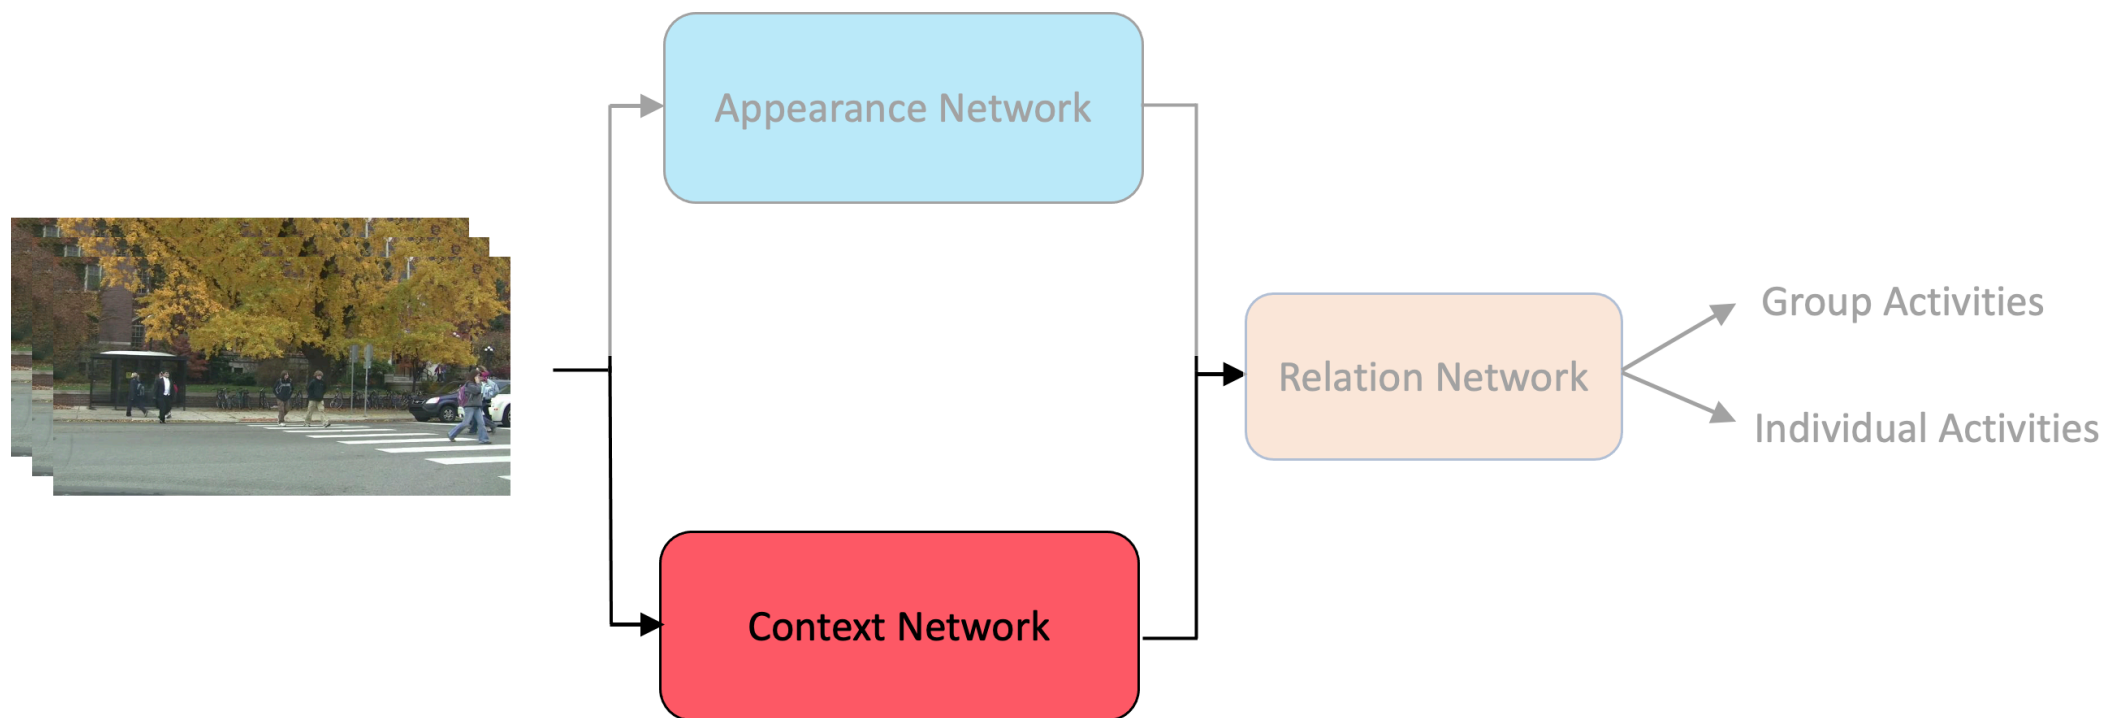 Appearance Network
Context Network
Relation Network
Group Activities
Individual Activities